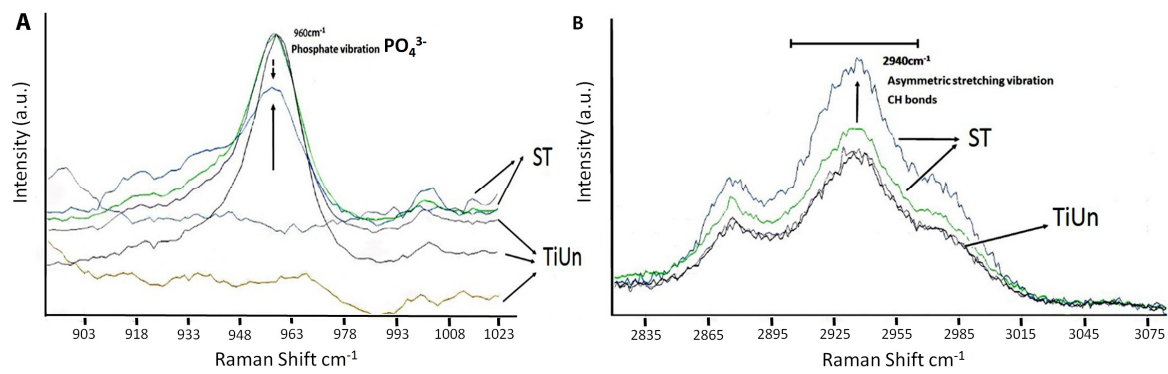 A
960cm-1
Phosphate vibration PO43-
Intensity (a.u.)
ST
TiUn
903 918 933 948 963 978 993 1008 1023
Raman Shift cm-1
B
2940cm-1
Asymmetric stretching vibration
CH bonds
Intensity (a.u.)
ST
TiUn
2835 2865 2895 2925 2955 2985 3015 3045 3075
Raman Shift cm-1